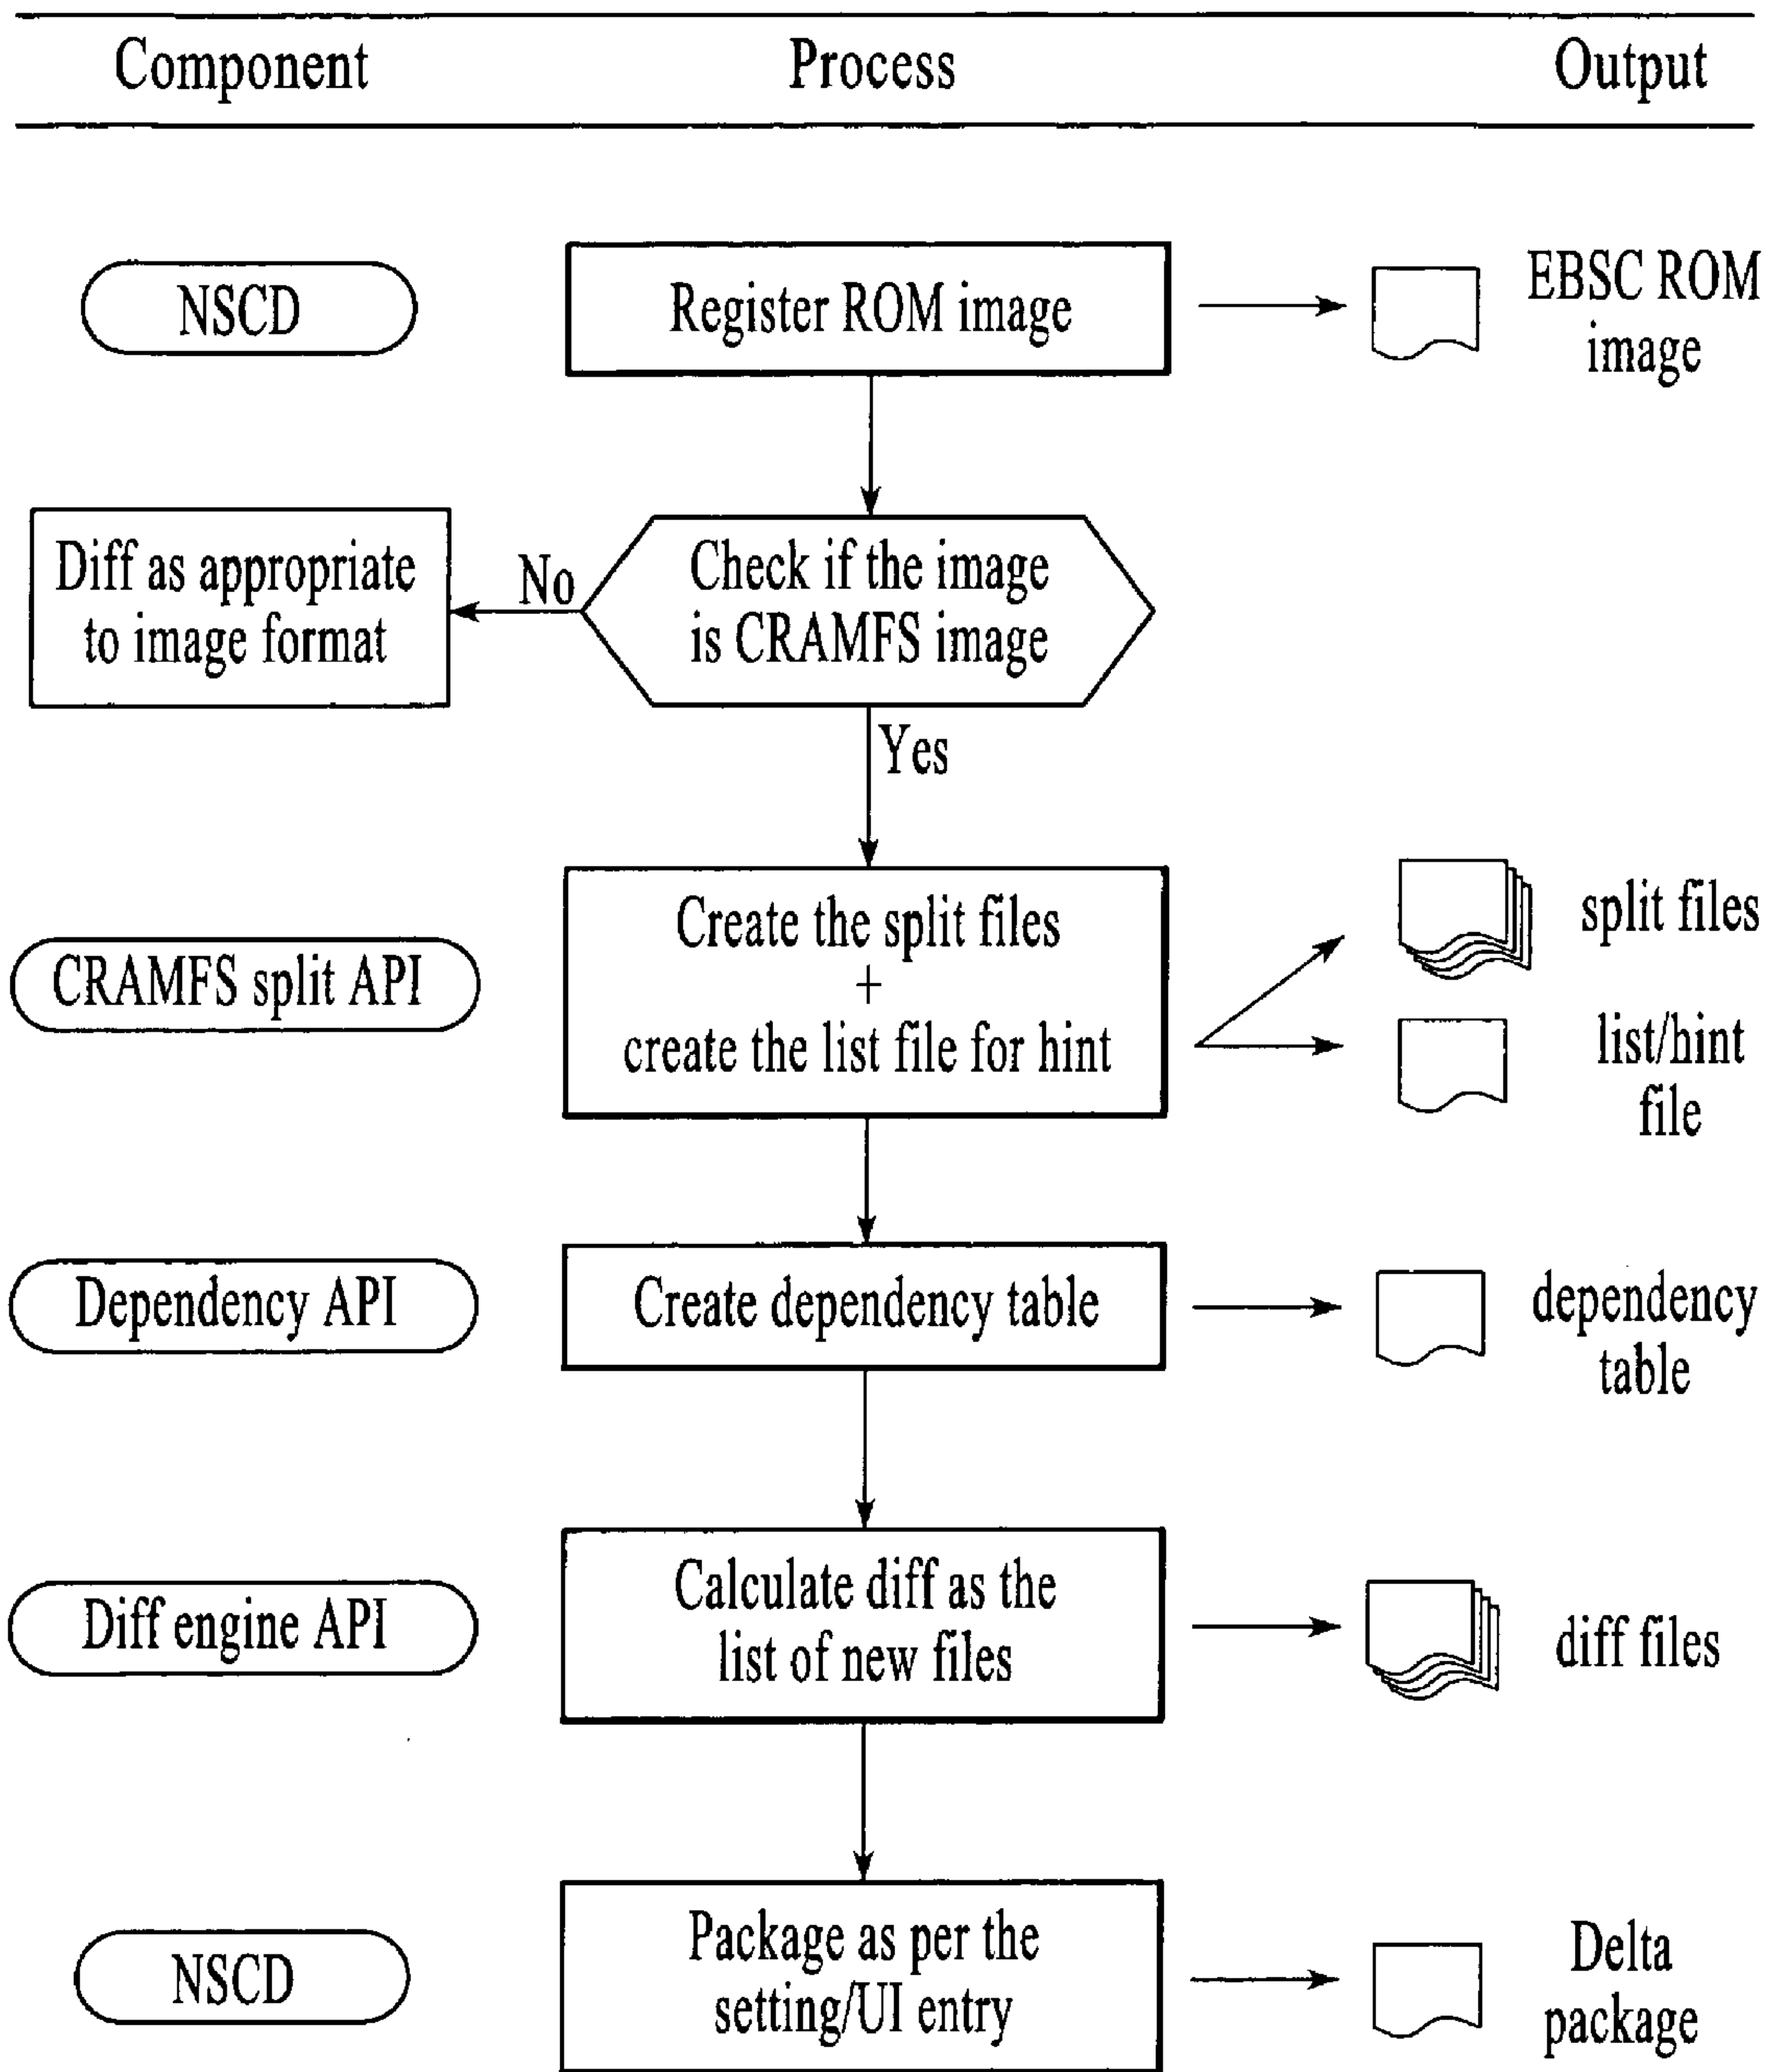 Component
Process
Output
NSCD
Register ROM image
EBSC ROM
image
Diff as appropriate
to image format
No
Check if the image
is CRAMFS image
Yes
CRAMFS split API
Create the split files
+
create the list file for hint
split files
list/hint
file
Dependency API
Create dependency table
dependency
table
Diff engine API
Calculate diff as the
list of new files
diff files
NSCD
Package as per the
setting/UI entry
Delta
package